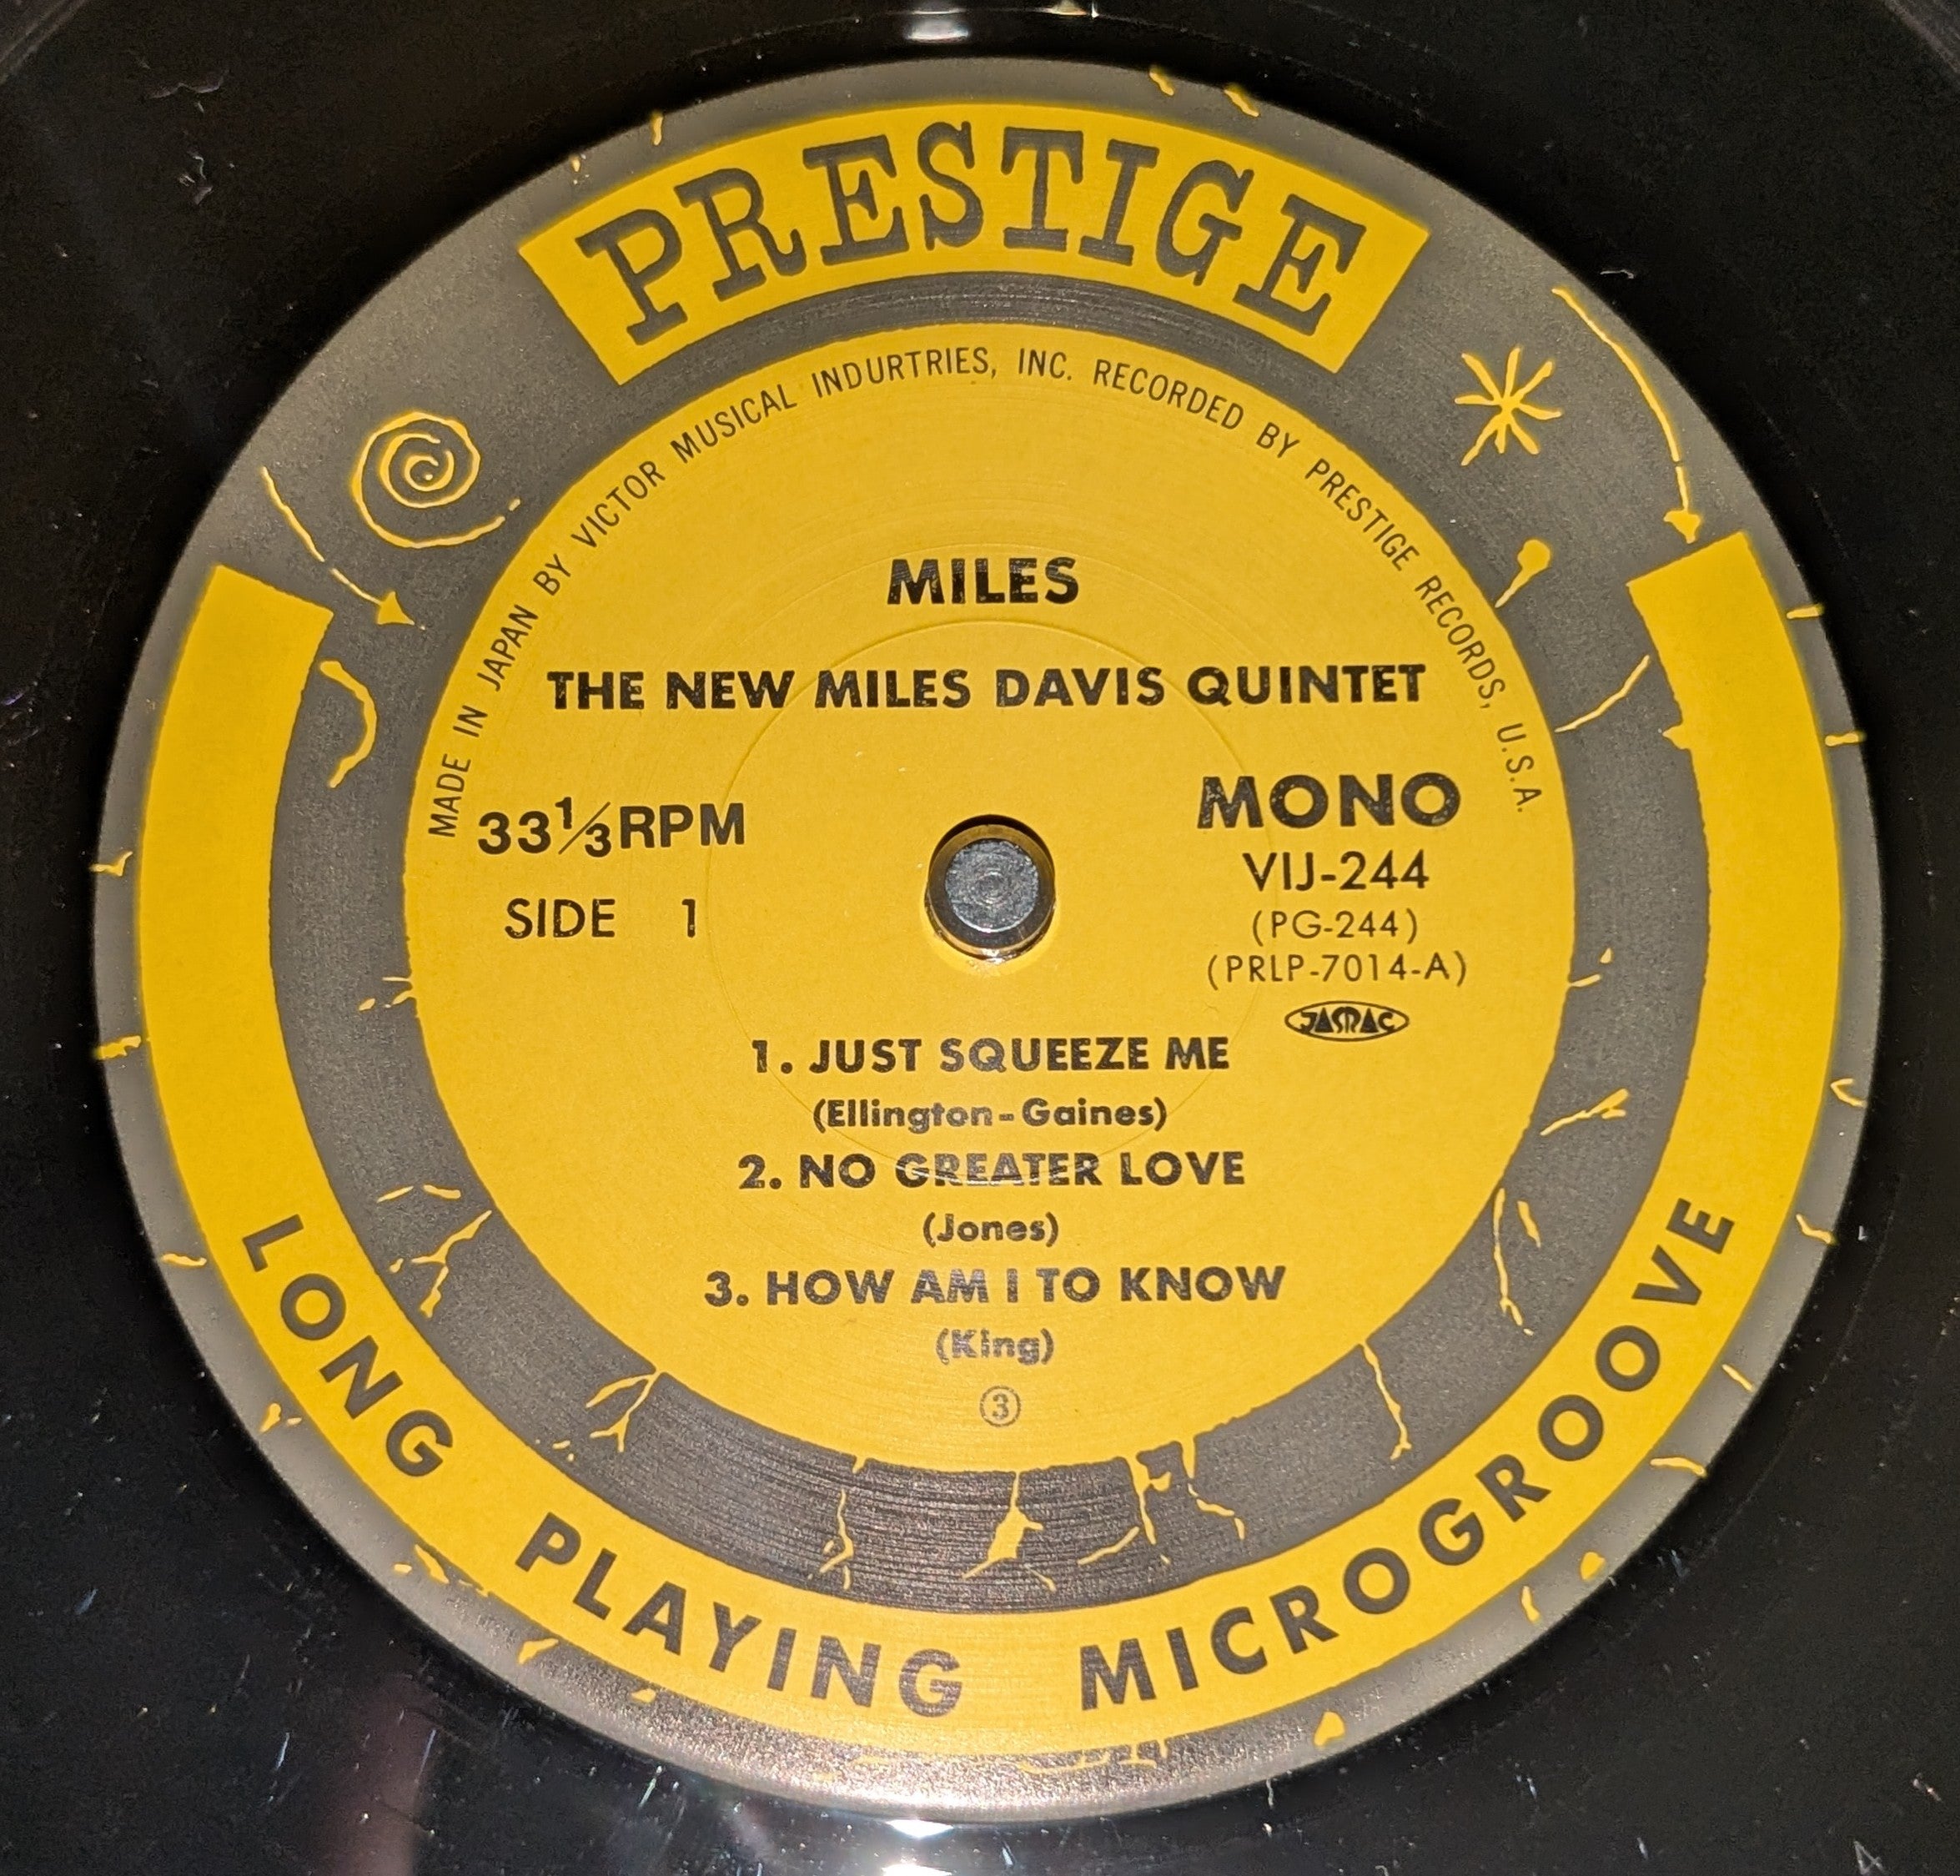 PRESTIGE
MADE IN JAPAN BY VICTOR MUSICAL INDURTRIES, INC. RECORDED BY PRESTIGE RECORDS, U.S.A.
MILES
THE NEW MILES DAVIS QUINTET
33⅓RPM
SIDE 1
MONO
VIJ-244
(PG-244)
(PRLP-7014-A)
JASRAC
1. JUST SQUEEZE ME
(Ellington-Gaines)
2. NO GREATER LOVE
(Jones)
3. HOW AM I TO KNOW
(King)
③
LONG PLAYING MICROGROOVE